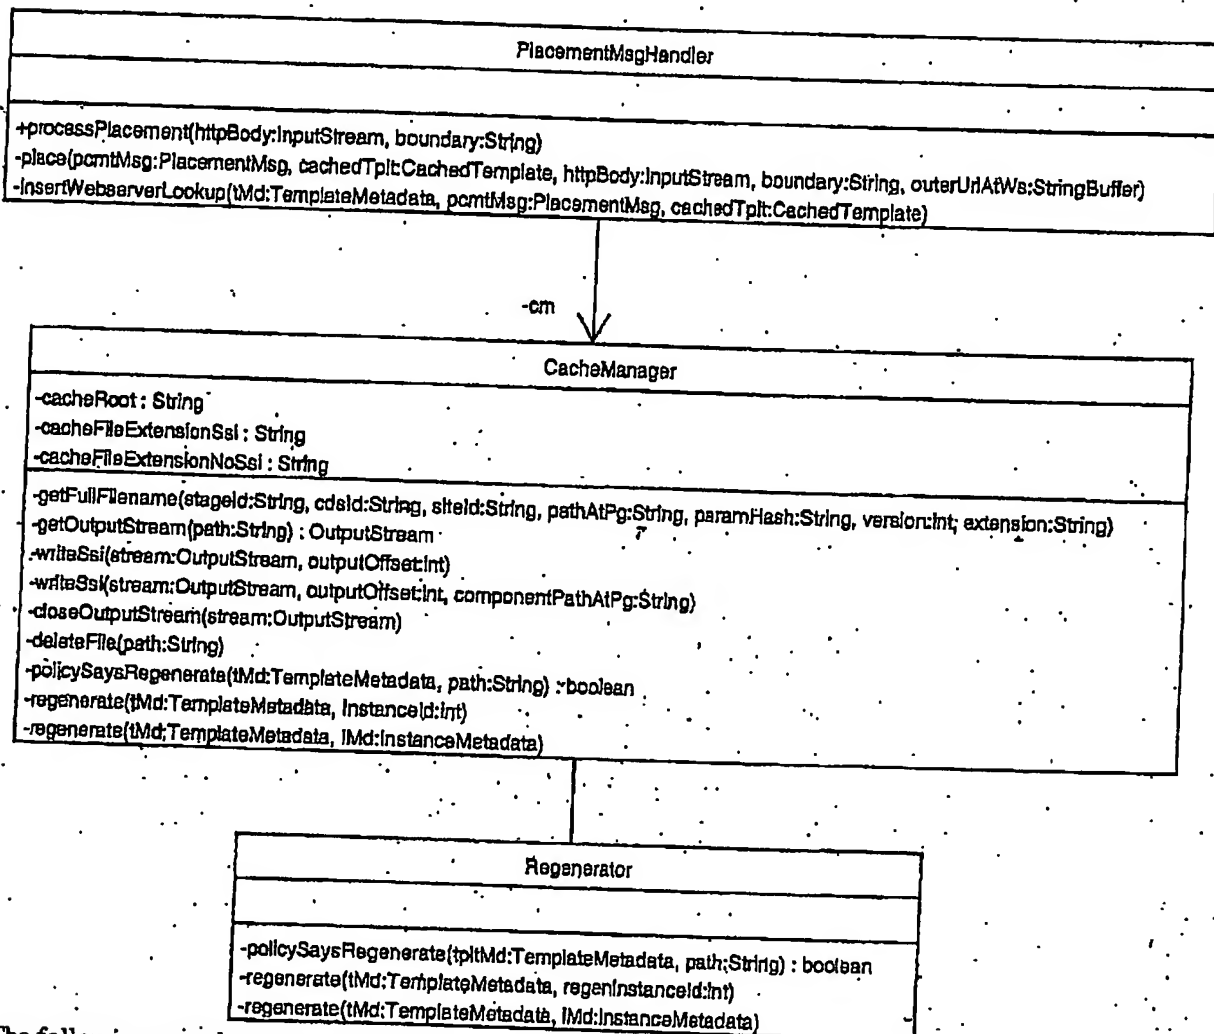 PlacementMsgHandler
+processPlacement(httpBody:InputStream, boundary:String)
-place(pcmtMsg:PlacementMsg, cachedTplt:CachedTemplate, httpBody:InputStream, boundary:String, outerUrlAtWs:StringBuffer)
-insertWebserverLookup(tMd:TemplateMetadata, pcmtMsg:PlacementMsg, cachedTplt:CachedTemplate)
-cm
CacheManager
-cacheRoot : String
-cacheFileExtensionSsi : String
-cacheFileExtensionNoSsi : String
-getFullFilename(stageId:String, cdsId:String, siteId:String, pathAtPg:String, paramHash:String, version:int, extension:String)
-getOutputStream(path:String) : OutputStream
-writeSsi(stream:OutputStream, outputOffset:int)
-writeSsi(stream:OutputStream, outputOffset:int, componentPathAtPg:String)
-closeOutputStream(stream:OutputStream)
-deleteFile(path:String)
-policySaysRegenerate(tMd:TemplateMetadata, path:String) : boolean
-regenerate(tMd:TemplateMetadata, instanceId:int)
-regenerate(tMd:TemplateMetadata, iMd:InstanceMetadata)
Regenerator
-policySaysRegenerate(tpltMd:TemplateMetadata, path:String) : boolean
-regenerate(tMd:TemplateMetadata, regenInstanceId:int)
-regenerate(tMd:TemplateMetadata, iMd:InstanceMetadata)